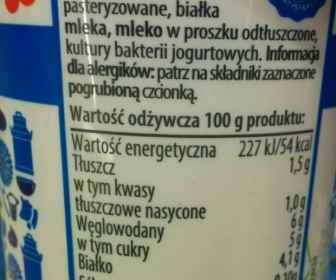 pasteryzowane, białka
mleka, mleko w proszku odtłuszczone,
kultury bakterii jogurtowych. Informacja
dla alergików: patrz na składniki zaznaczone
pogrubioną czcionką.
Wartość odżywcza 100 g produktu:
Wartość energetyczna 227 kJ/54 kcal
Tłuszcz 1,5g
w tym kwasy
tłuszczowe nasycone 1,0g
Węglowodany 6g
w tym cukry 5g
Białko 4,1g
0,10g